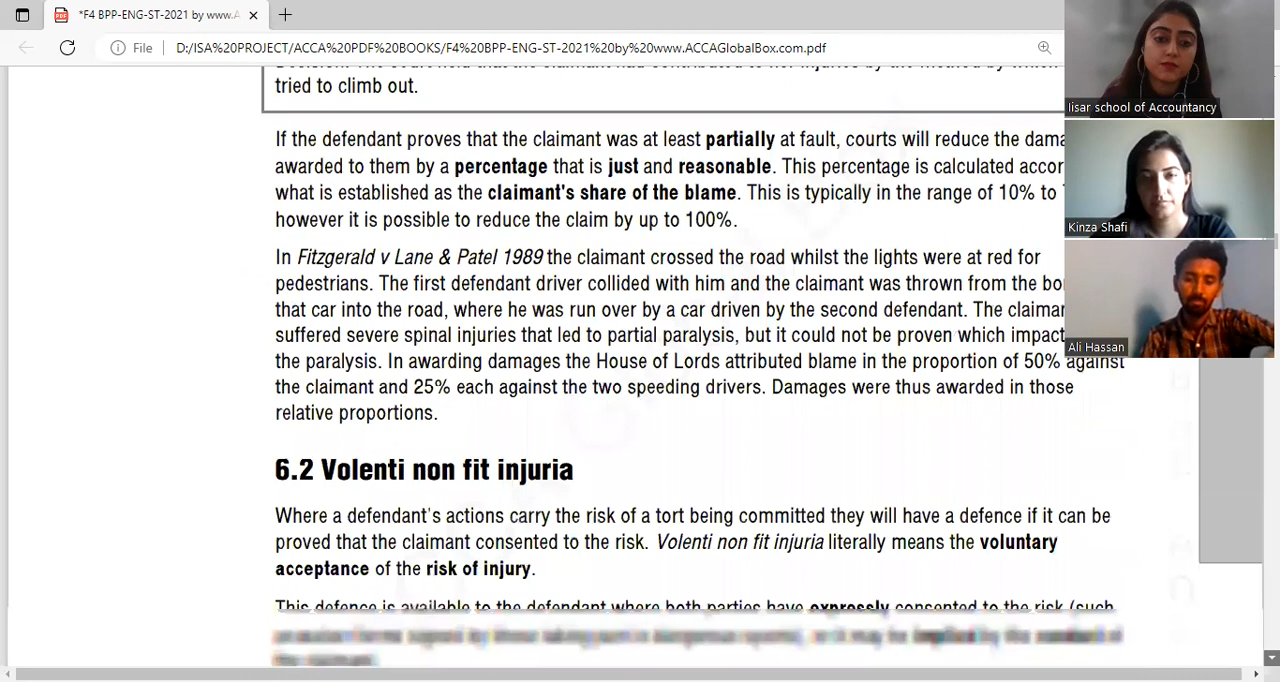 *F4 BPP-ENG-ST-2021 by www.A
File
D:/ISA%20PROJECT/ACCA%20PDF%20BOOKS/F4%20BPP-ENG-ST-2021%20by%20www.ACCAGlobalBox.com.pdf
tried to climb out.
If the defendant proves that the claimant was at least partially at fault, courts will reduce the dama
awarded to them by a percentage that is just and reasonable. This percentage is calculated accor
what is established as the claimant's share of the blame. This is typically in the range of 10% to
however it is possible to reduce the claim by up to 100%.
In Fitzgerald v Lane & Patel 1989 the claimant crossed the road whilst the lights were at red for
pedestrians. The first defendant driver collided with him and the claimant was thrown from the bo
that car into the road, where he was run over by a car driven by the second defendant. The claimar
suffered severe spinal injuries that led to partial paralysis, but it could not be proven which impact
the paralysis. In awarding damages the House of Lords attributed blame in the proportion of 50% against
the claimant and 25% each against the two speeding drivers. Damages were thus awarded in those
relative proportions.
6.2 Volenti non fit injuria
Where a defendant's actions carry the risk of a tort being committed they will have a defence if it can be
proved that the claimant consented to the risk. Volenti non fit injuria literally means the voluntary
acceptance of the risk of injury.
This defence is available to the defendant where both parties have expressly consented to the risk (such
Iisar school of Accountancy
Kinza Shafi
Ali Hassan